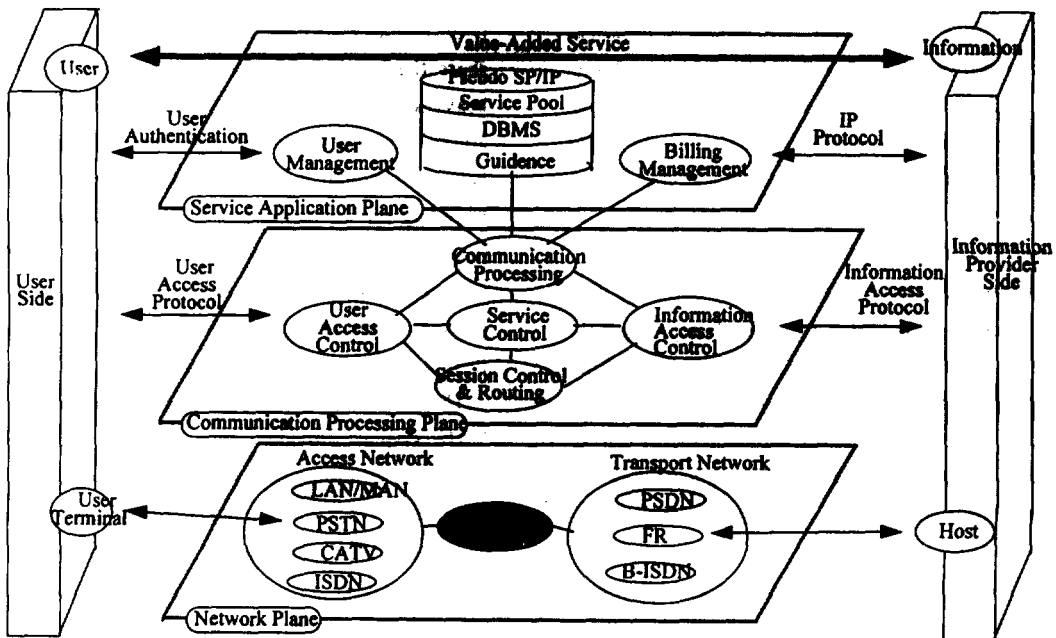 Value-Added Service
User
Information
Pseudo SP/IP
Service Pool
DBMS
Guidence
User
Authentication
User
Management
Billing
Management
IP
Protocol
Service Application Plane
User
Side
User
Access
Protocol
Communication
Processing
User
Access
Control
Service
Control
Information
Access
Control
Session Control
& Routing
Information
Access
Protocol
Information
Provider
Side
Communication Processing Plane
Access Network
LAN/MAN
PSTN
CATV
ISDN
Transport Network
PSDN
FR
B-ISDN
User
Terminal
Host
Network Plane